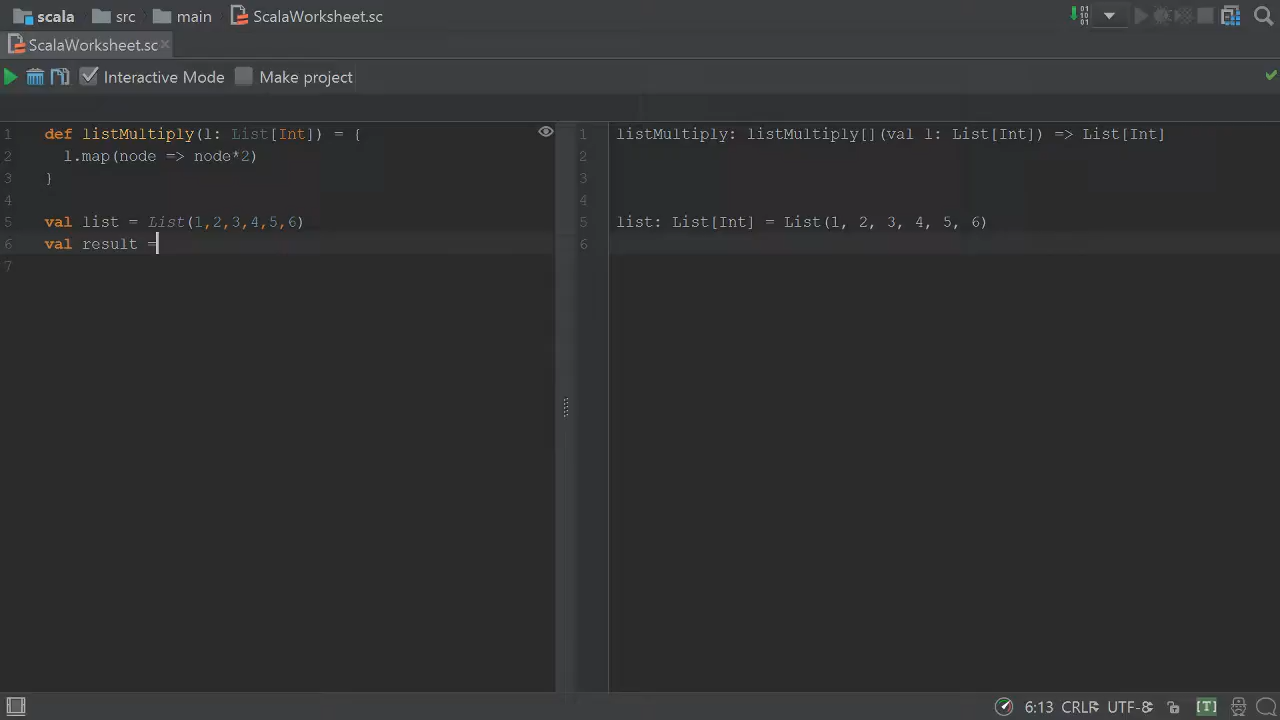 scala src main ScalaWorksheet.sc
ScalaWorksheet.sc
Interactive Mode Make project
1 def listMultiply(l: List[Int]) = {
2 l.map(node => node*2)
3 }
4
5 val list = List(1,2,3,4,5,6)
6 val result =
7
1 listMultiply: listMultiply[](val l: List[Int]) => List[Int]
2
3
4
5 list: List[Int] = List(1, 2, 3, 4, 5, 6)
6
6:13 CRLF UTF-8 [T]